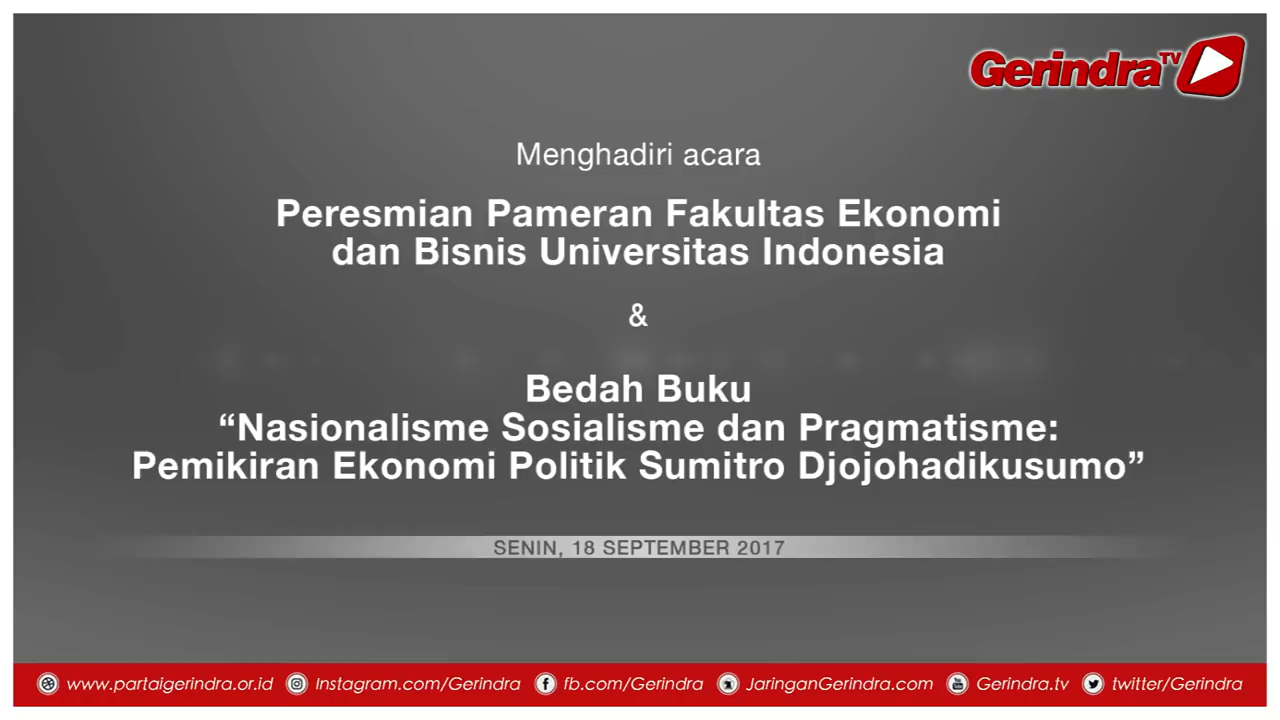 Gerindra TV
Menghadiri acara
Peresmian Pameran Fakultas Ekonomi
dan Bisnis Universitas Indonesia
&
Bedah Buku
“Nasionalisme Sosialisme dan Pragmatisme:
Pemikiran Ekonomi Politik Sumitro Djojohadikusumo”
SENIN, 18 SEPTEMBER 2017
www.partaigerindra.or.id Instagram.com/Gerindra fb.com/Gerindra JaringanGerindra.com Gerindra.tv twitter/Gerindra